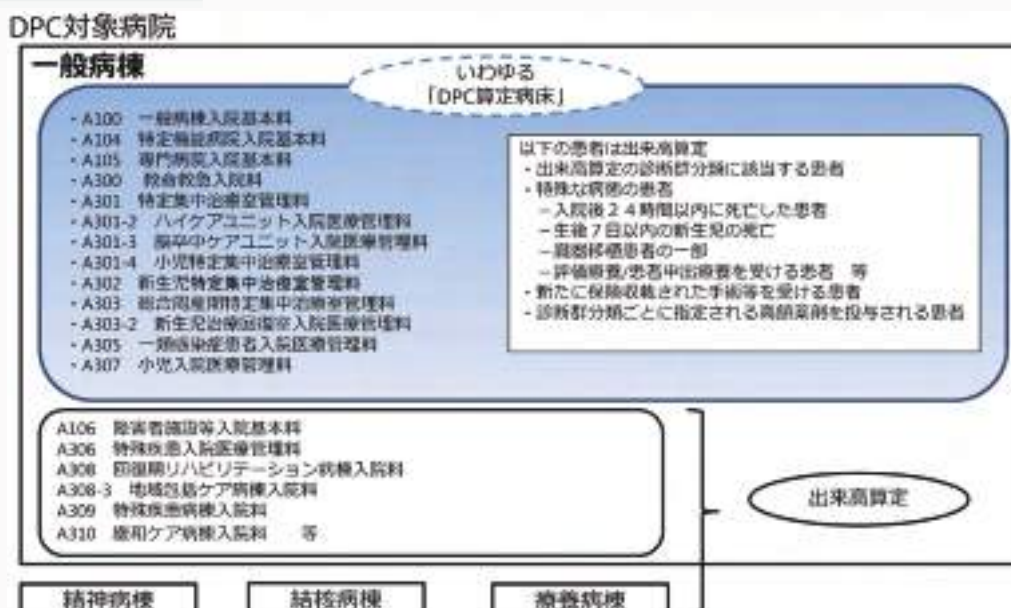 DPC対象病院
一般病棟
いわゆる
「DPC算定病床」
・A100 一般病棟入院基本料
・A104 特定機能病院入院基本料
・A105 専門病院入院基本料
・A300 救命救急入院料
・A301 特定集中治療室管理料
・A301-2 ハイケアユニット入院医療管理料
・A301-3 脳卒中ケアユニット入院医療管理料
・A301-4 小児特定集中治療室管理料
・A302 新生児特定集中治療室管理料
・A303 総合周産期特定集中治療室管理料
・A303-2 新生児治療回復室入院医療管理料
・A305 一類感染症患者入院医療管理料
・A307 小児入院医療管理料
以下の患者は出来高算定
・出来高算定の診断群分類に該当する患者
・特殊な病態の患者
－入院後２４時間以内に死亡した患者
－生後７日以内の新生児の死亡
－臓器移植患者の一部
－評価療養/患者申出療養を受ける患者 等
・新たに保険収載された手術等を受ける患者
・診断群分類ごとに指定される高額薬剤を投与される患者
A106 障害者施設等入院基本料
A306 特殊疾患入院医療管理料
A308 回復期リハビリテーション病棟入院料
A308-3 地域包括ケア病棟入院料
A309 特殊疾患病棟入院料
A310 緩和ケア病棟入院料 等
出来高算定
精神病棟
結核病棟
療養病棟